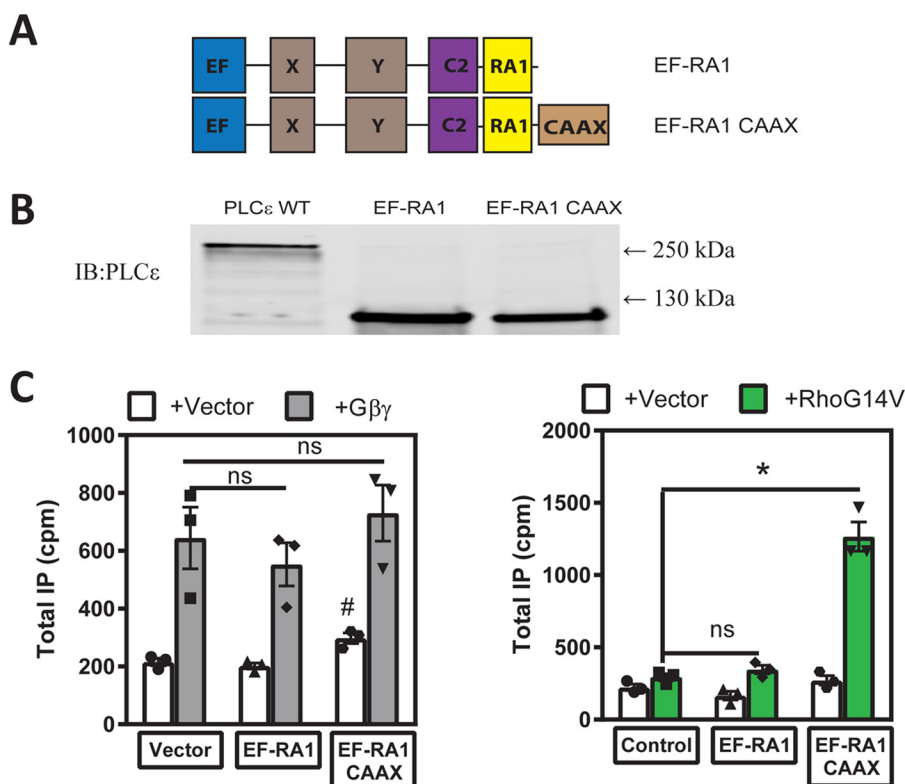 A
EF X Y C2 RA1 EF-RA1
EF X Y C2 RA1 CAAX EF-RA1 CAAX
B
PLCε WT EF-RA1 EF-RA1 CAAX
IB:PLCε
← 250 kDa
← 130 kDa
C
+Vector +Gβγ
Total IP (cpm)
1000
800
600
400
200
0
ns
ns
#
Vector EF-RA1 EF-RA1 CAAX
+Vector +RhoG14V
Total IP (cpm)
2000
1500
1000
500
0
*
ns
Control EF-RA1 EF-RA1 CAAX